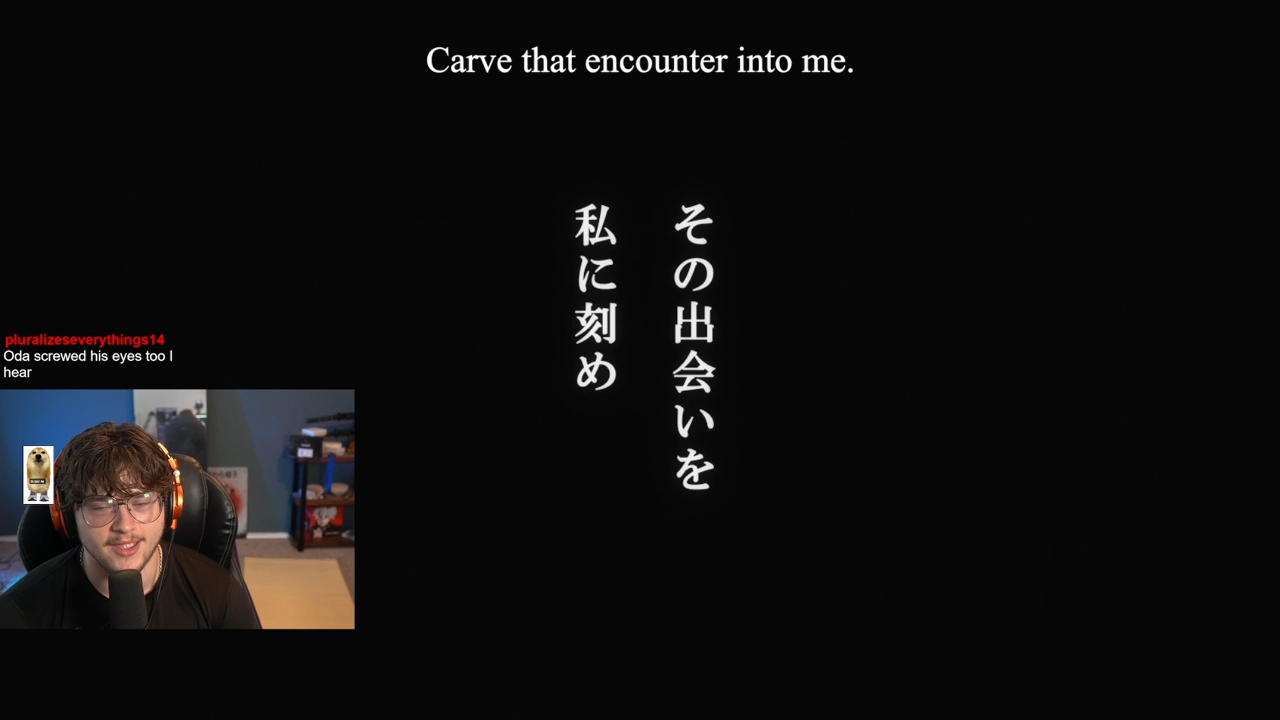 Carve that encounter into me.
その出会いを
私に刻め
pluralizeseverythings14
Oda screwed his eyes too I
hear